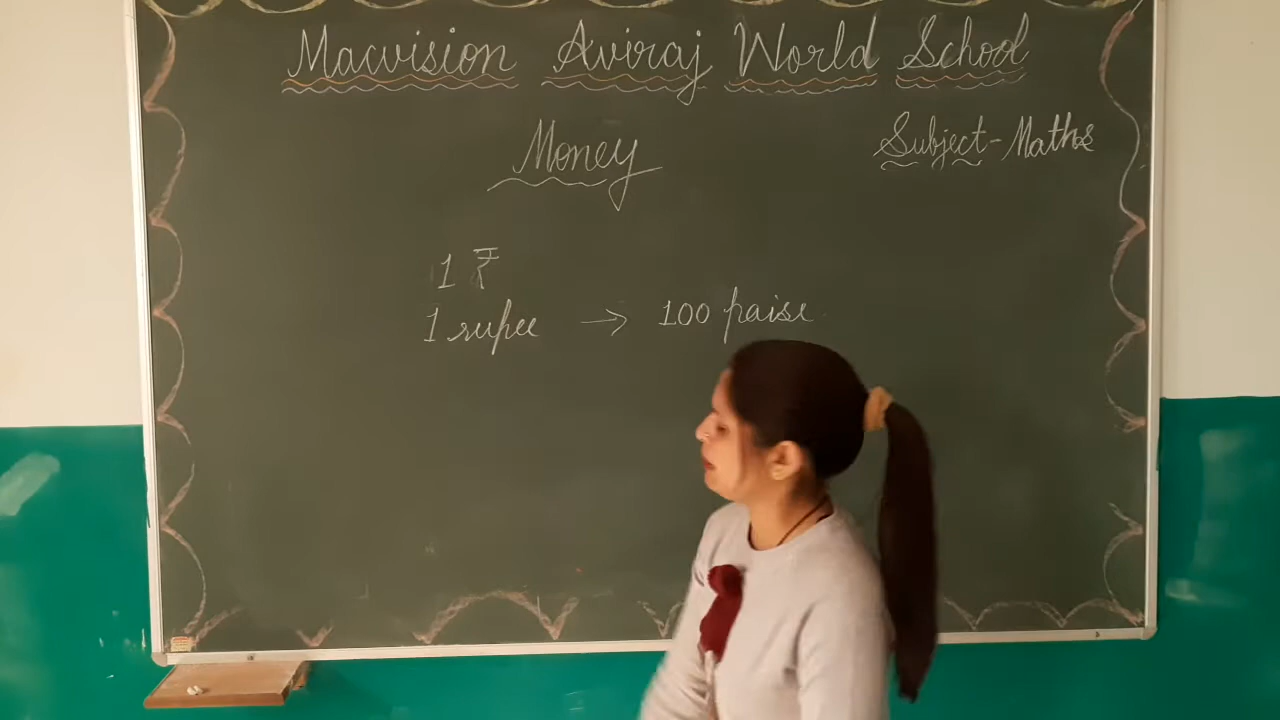 Macvision Aviraj World School
Money
Subject-Maths
1 ₹
1 rupee → 100 paise